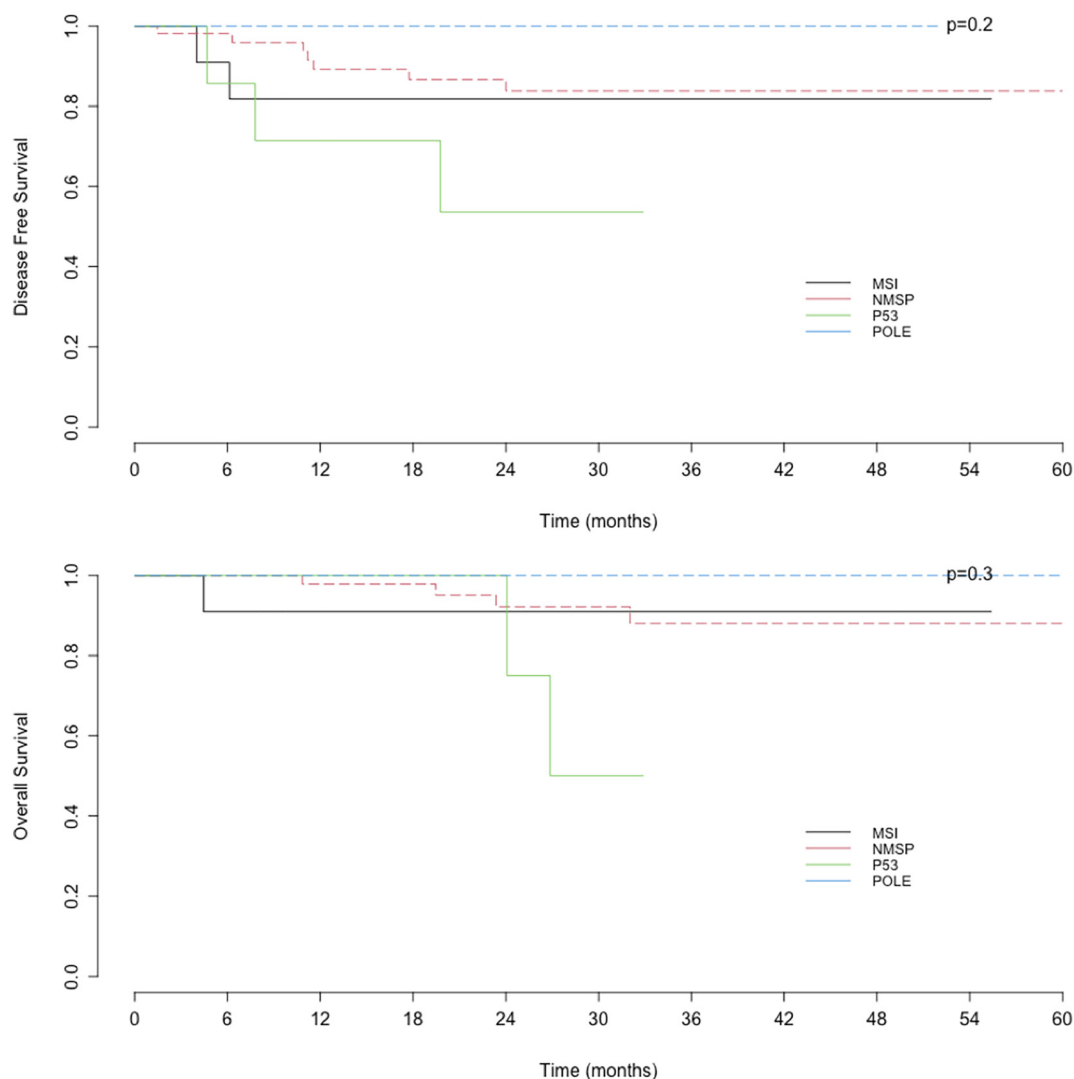 p=0.2
Disease Free Survival
1.0
0.8
0.6
0.4
0.2
0.0
MSI
NMSP
P53
POLE
0 6 12 18 24 30 36 42 48 54 60
Time (months)
p=0.3
Overall Survival
1.0
0.8
0.6
0.4
0.2
0.0
MSI
NMSP
P53
POLE
0 6 12 18 24 30 36 42 48 54 60
Time (months)